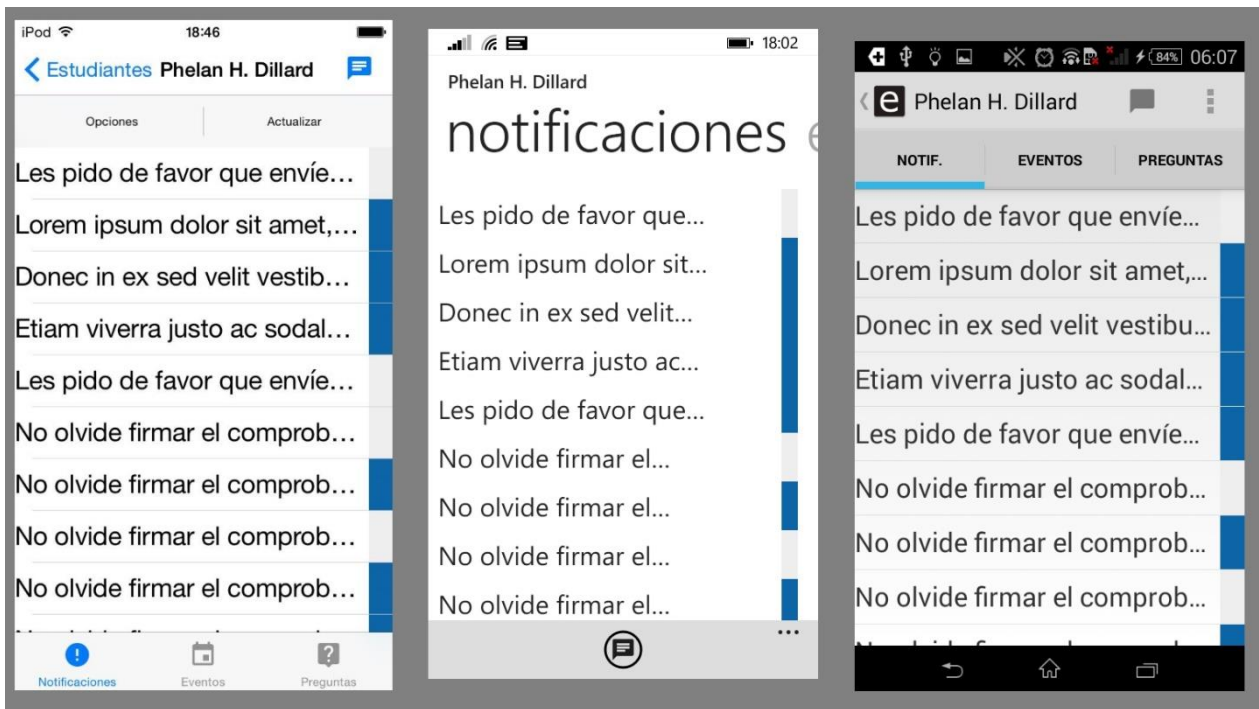 iPod 18:46
Estudiantes Phelan H. Dillard
Opciones Actualizar
Les pido de favor que envíe...
Lorem ipsum dolor sit amet,...
Donec in ex sed velit vestib...
Etiam viverra justo ac sodal...
Les pido de favor que envíe...
No olvide firmar el comprob...
No olvide firmar el comprob...
No olvide firmar el comprob...
No olvide firmar el comprob...
Notificaciones Eventos Preguntas
18:02
Phelan H. Dillard
notificaciones e
Les pido de favor que...
Lorem ipsum dolor sit...
Donec in ex sed velit...
Etiam viverra justo ac...
Les pido de favor que...
No olvide firmar el...
No olvide firmar el...
No olvide firmar el...
No olvide firmar el...
84% 06:07
e Phelan H. Dillard
NOTIF. EVENTOS PREGUNTAS
Les pido de favor que envíe...
Lorem ipsum dolor sit amet,...
Donec in ex sed velit vestibu...
Etiam viverra justo ac sodal...
Les pido de favor que envíe...
No olvide firmar el comprob...
No olvide firmar el comprob...
No olvide firmar el comprob...